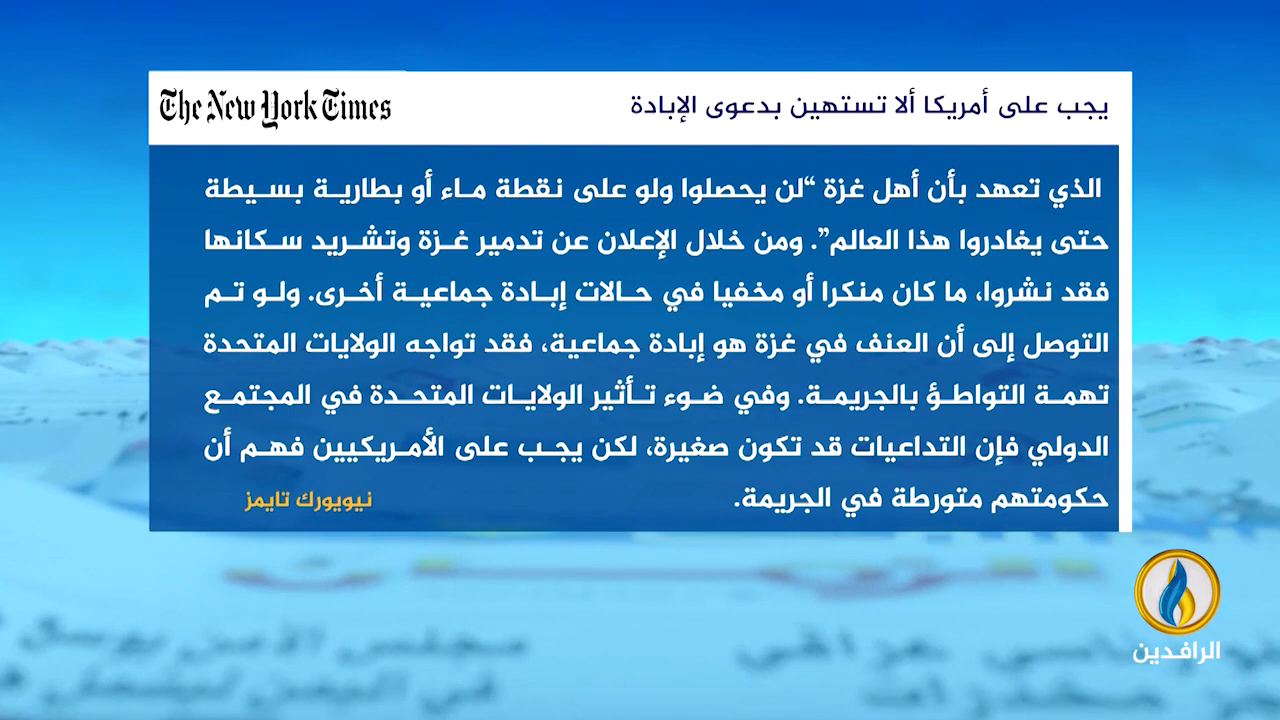 The New York Times
يجب على أمريكا ألا تستهين بدعوى الإبادة
الذي تعهد بأن أهل غزة “لن يحصلوا ولو على نقطة ماء أو بطارية بسيطة
حتى يغادروا هذا العالم”. ومن خلال الإعلان عن تدمير غزة وتشريد سكانها
فقد نشروا، ما كان منكرا أو مخفيا في حالات إبادة جماعية أخرى. ولو تم
التوصل إلى أن العنف في غزة هو إبادة جماعية، فقد تواجه الولايات المتحدة
تهمة التواطؤ بالجريمة. وفي ضوء تأثير الولايات المتحدة في المجتمع
الدولي فإن التداعيات قد تكون صغيرة، لكن يجب على الأمريكيين فهم أن
حكومتهم متورطة في الجريمة.
نيويورك تايمز
الرافدين
مجلس الأمن
في اليمن